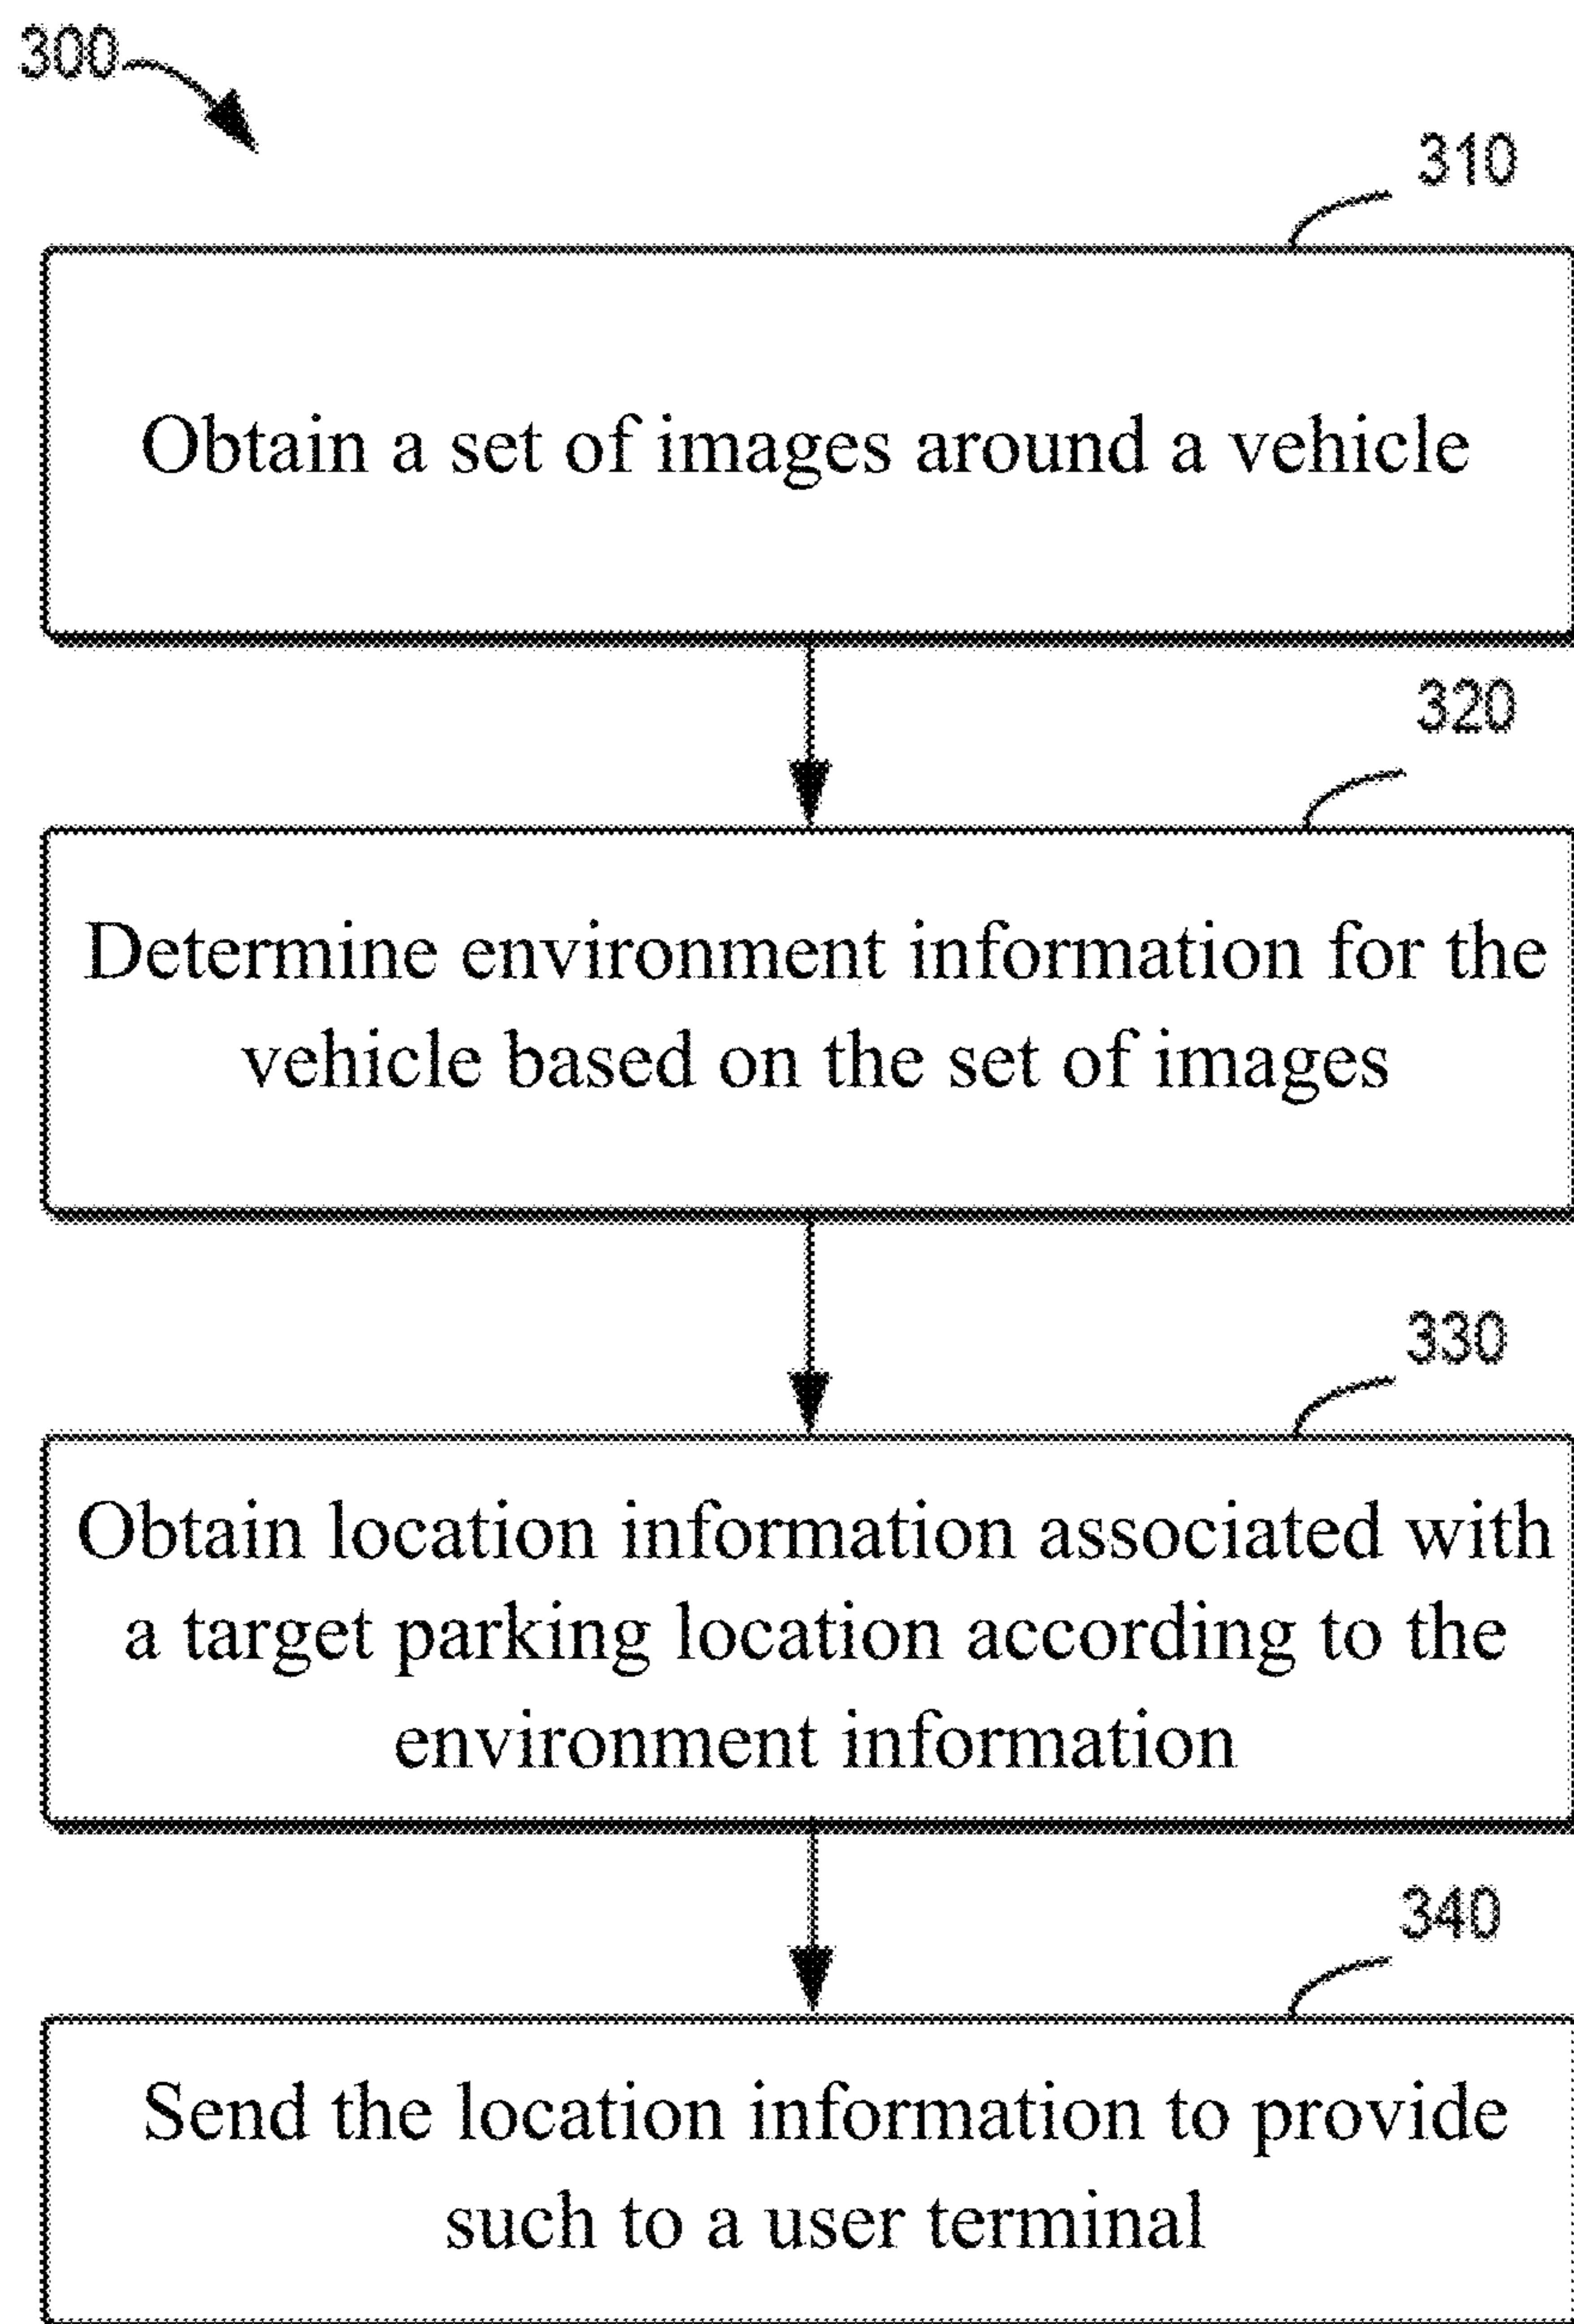 300
310
Obtain a set of images around a vehicle
320
Determine environment information for the
vehicle based on the set of images
330
Obtain location information associated with
a target parking location according to the
environment information
340
Send the location information to provide
such to a user terminal